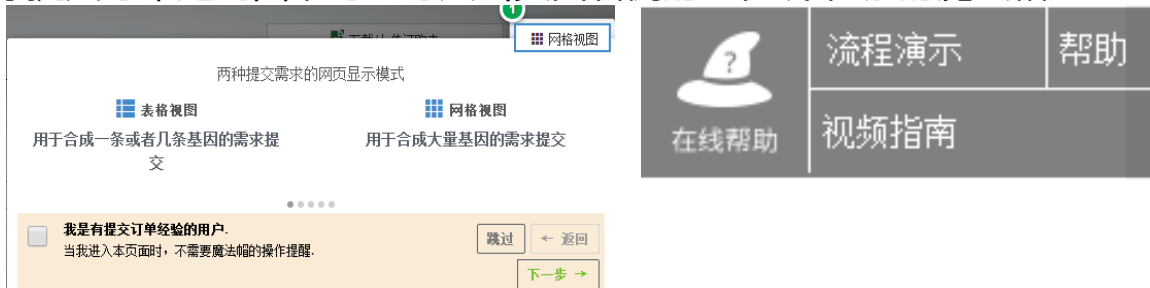 1
网格视图
两种提交需求的网页显示模式
表格视图
用于合成一条或者几条基因的需求提
交
网格视图
用于合成大量基因的需求提交
我是有提交订单经验的用户.
当我进入本页面时，不需要魔法帽的操作提醒.
跳过
← 返回
下一步 →
?
在线帮助
流程演示
帮助
视频指南